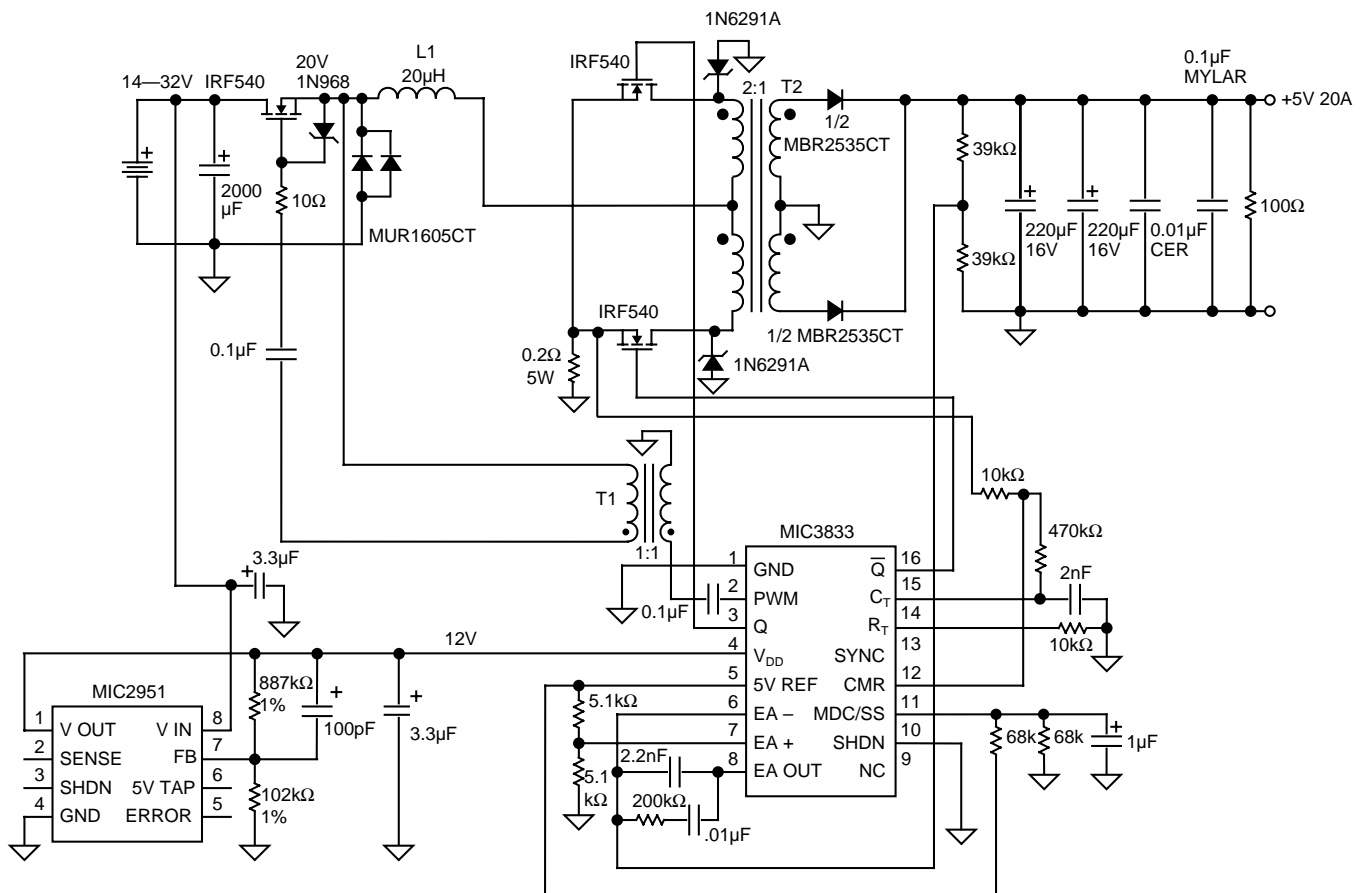 1N6291A
L1
20µH
20V
1N968
14—32V
IRF540
IRF540
2:1
T2
0.1µF
MYLAR
+5V 20A
1/2
MBR2535CT
+
+
2000
µF
10Ω
MUR1605CT
39kΩ
39kΩ
+
220µF
16V
+
220µF
16V
0.01µF
CER
100Ω
IRF540
1/2 MBR2535CT
0.1µF
0.2Ω
5W
1N6291A
T1
1:1
10kΩ
470kΩ
2nF
10kΩ
MIC3833
1
GND
2
PWM
3
Q
4
VDD
5
5V REF
6
EA –
7
EA +
8
EA OUT
16
Q̅
15
CT
14
RT
13
SYNC
12
CMR
11
MDC/SS
10
SHDN
9
NC
0.1µF
3.3µF
+
12V
MIC2951
1
V OUT
2
SENSE
3
SHDN
4
GND
8
V IN
7
FB
6
5V TAP
5
ERROR
887kΩ
1%
+
100pF
+
3.3µF
102kΩ
1%
5.1kΩ
5.1
kΩ
2.2nF
200kΩ
.01µF
68k
68k
+
1µF